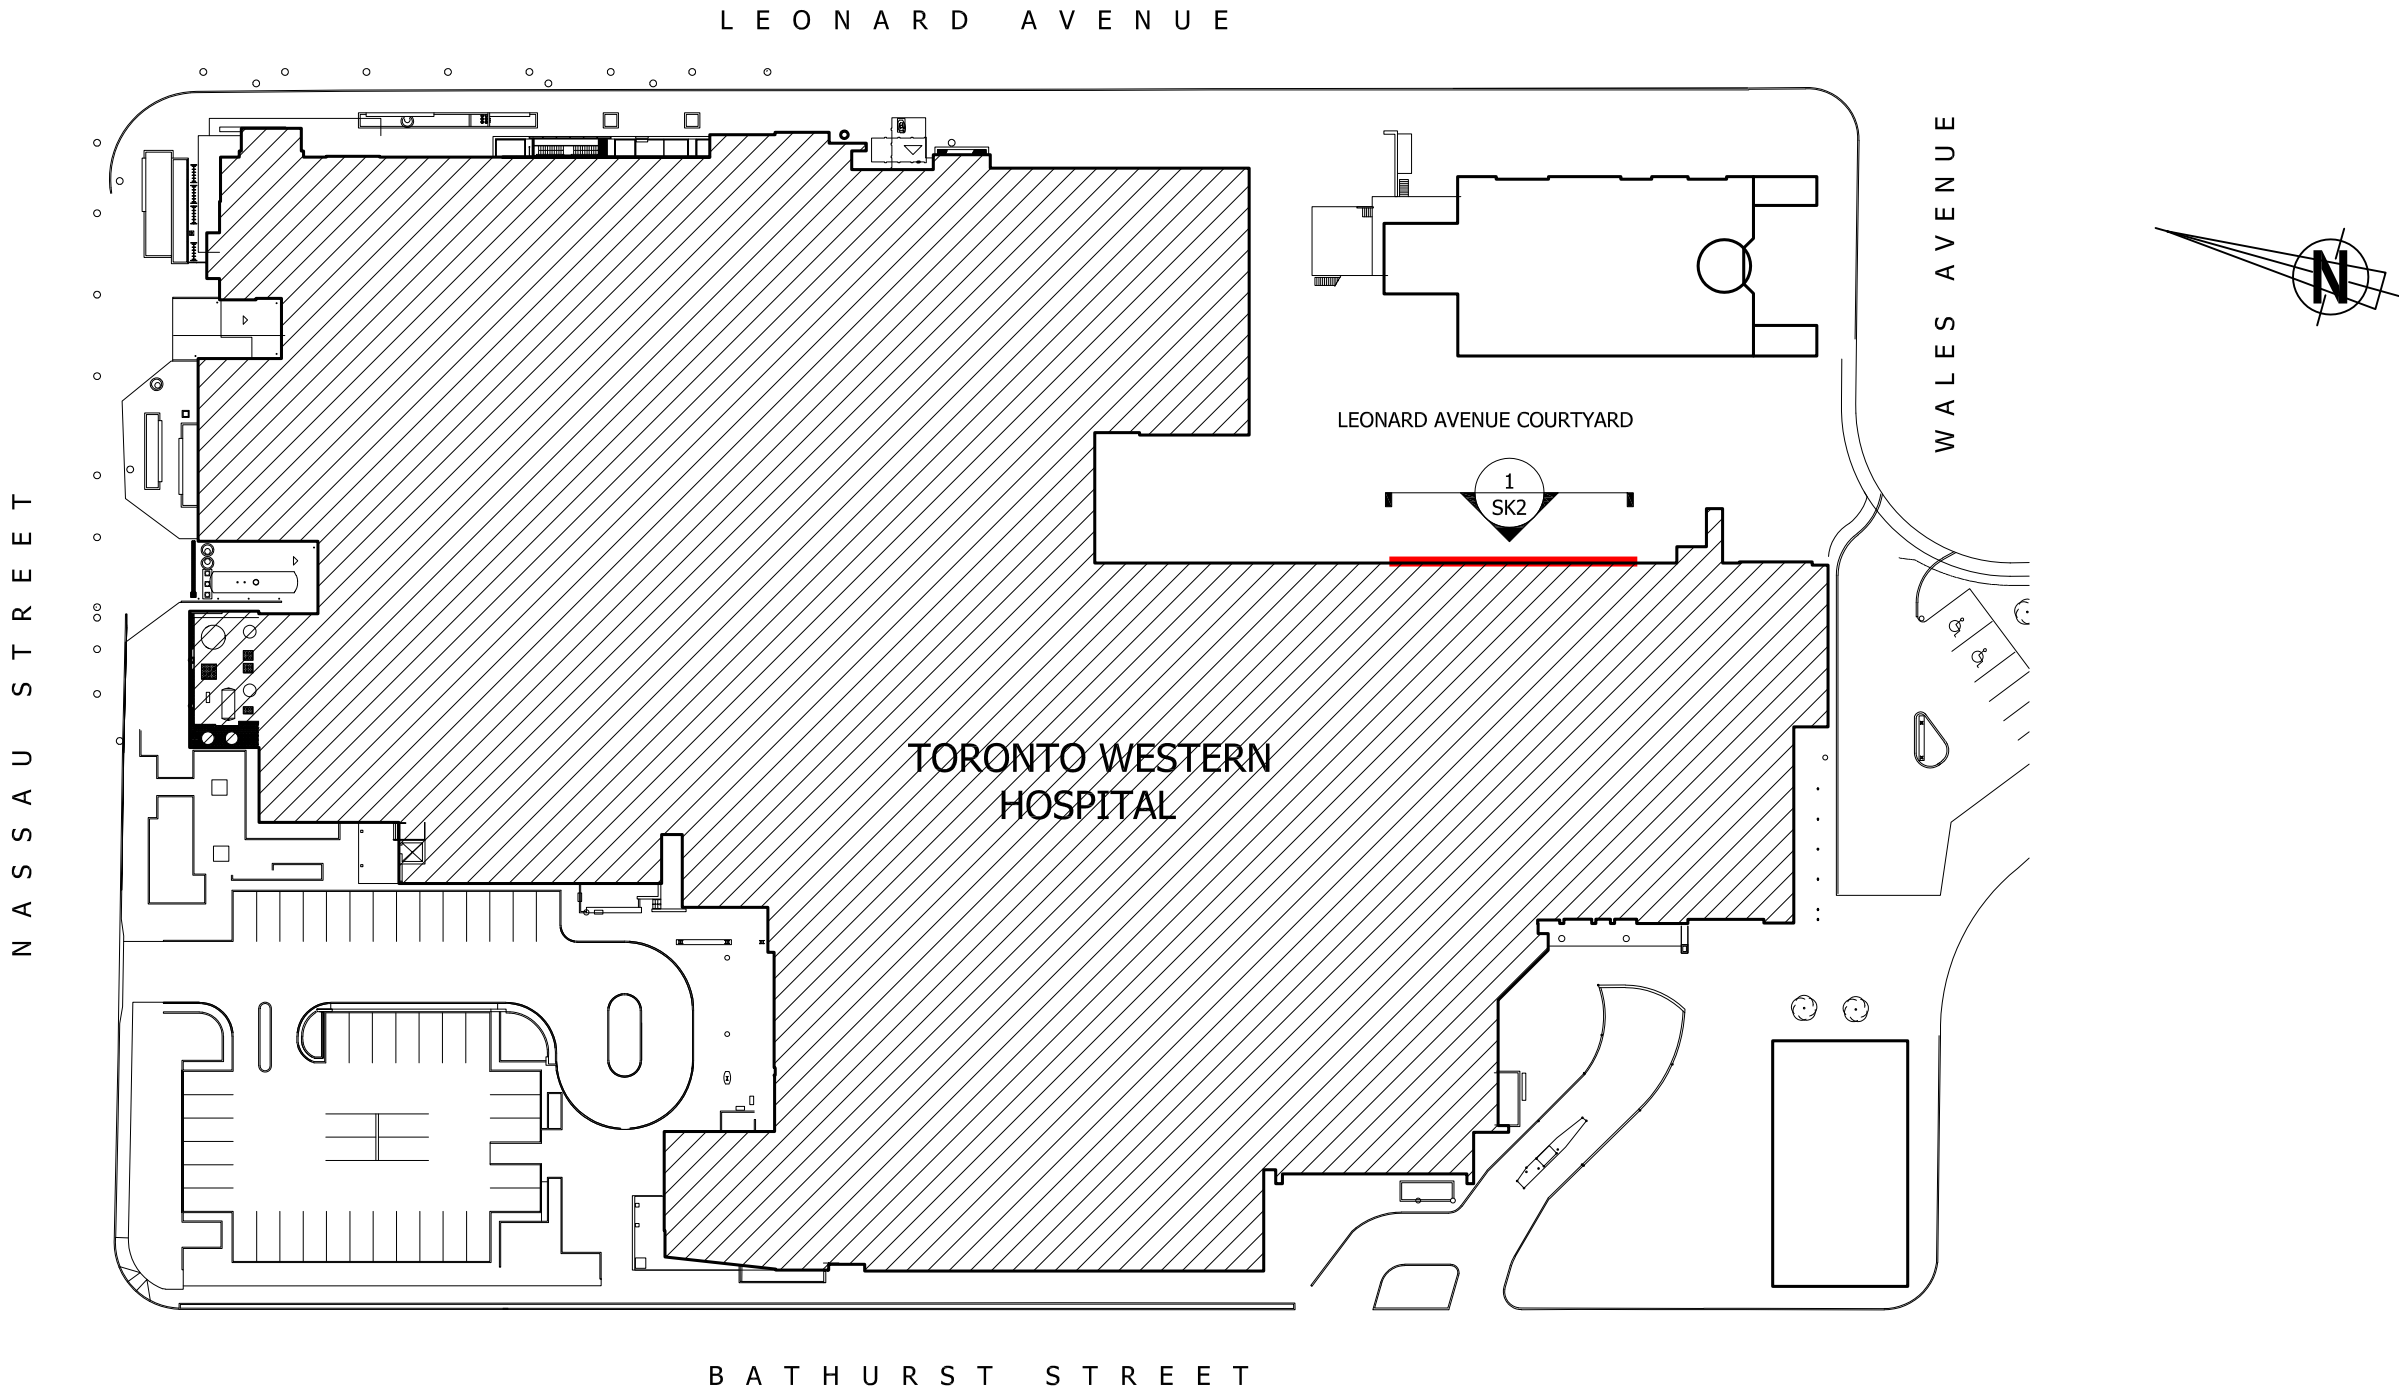 LEONARD AVENUE
WALES AVENUE
N
LEONARD AVENUE COURTYARD
1
SK2
NASSAU STREET
TORONTO WESTERN
HOSPITAL
BATHURST STREET